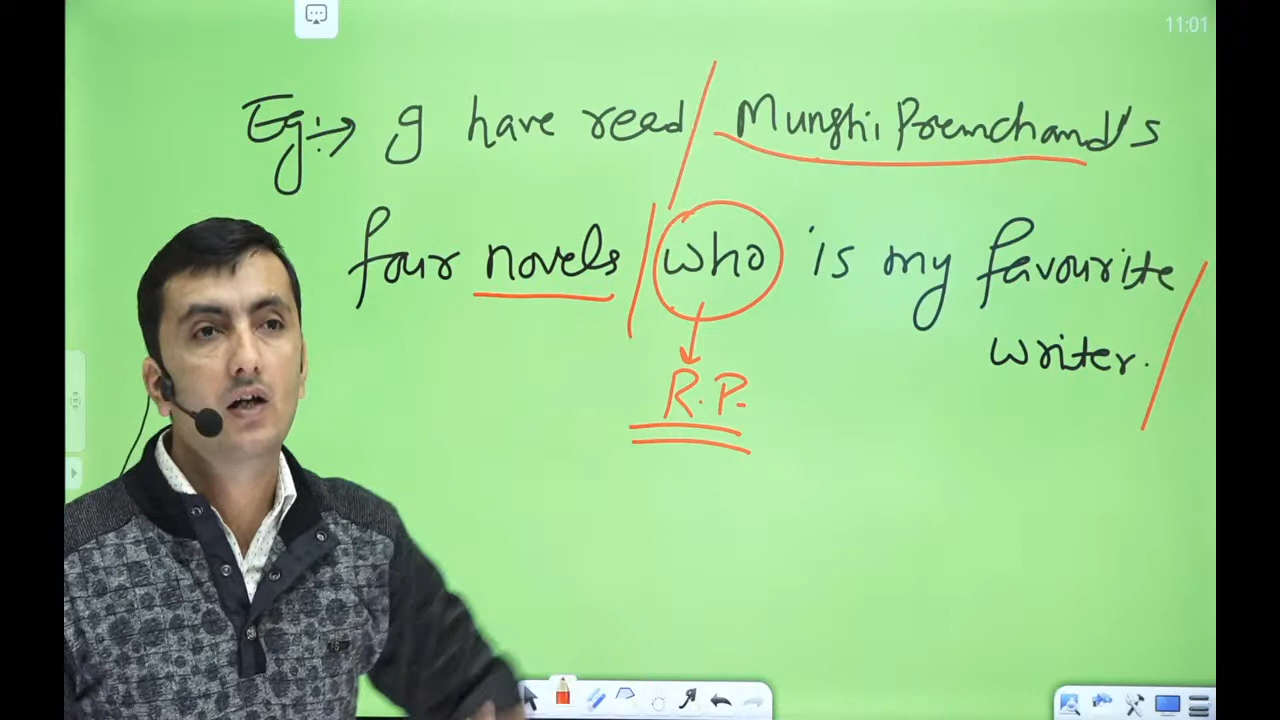 11:01
Eg:→ I have read / Munshi Premchand's
four novels / who is my favourite
writer. /
R.P.